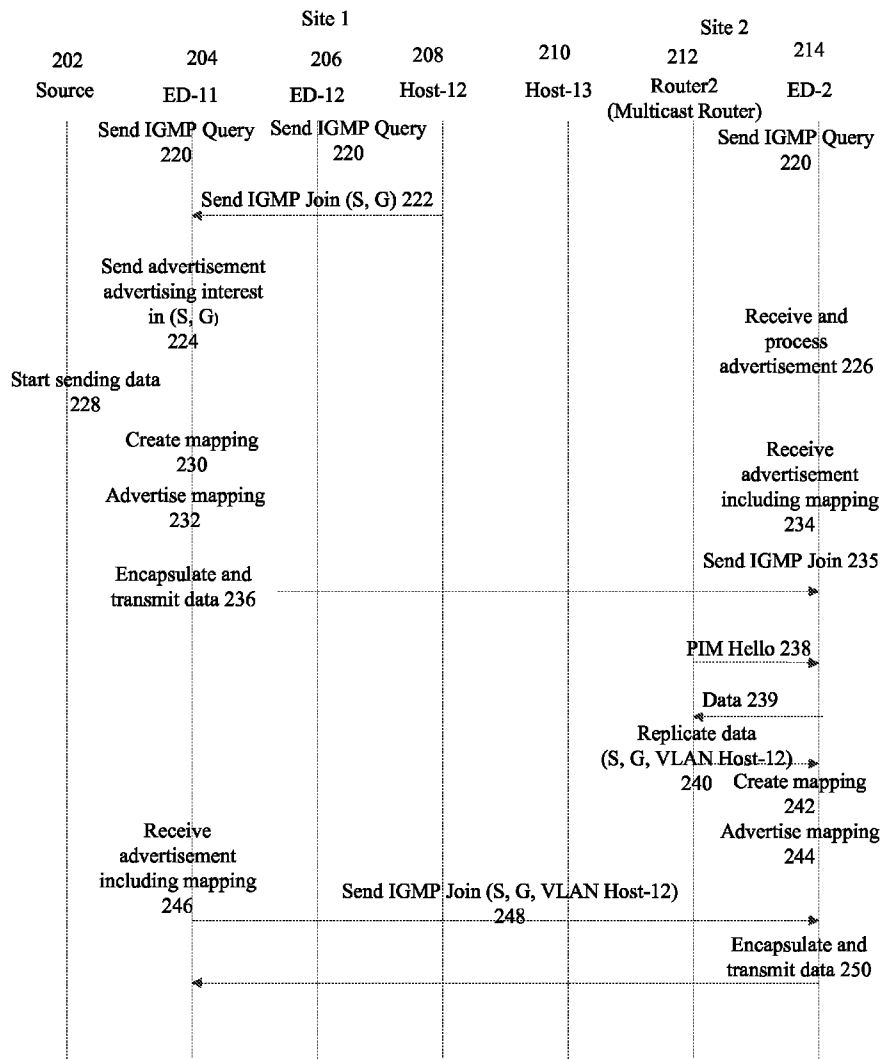 Site 1
Site 2
202
204
206
208
210
212
214
Source
ED-11
ED-12
Host-12
Host-13
Router2
(Multicast Router)
ED-2
Send IGMP Query
220
Send IGMP Query
220
Send IGMP Query
220
Send IGMP Join (S, G) 222
Send advertisement
advertising interest
in (S, G)
224
Receive and
process
advertisement 226
Start sending data
228
Create mapping
230
Advertise mapping
232
Receive
advertisement
including mapping
234
Send IGMP Join 235
Encapsulate and
transmit data 236
PIM Hello 238
Data 239
Replicate data
(S, G, VLAN Host-12)
240
Create mapping
242
Advertise mapping
244
Receive
advertisement
including mapping
246
Send IGMP Join (S, G, VLAN Host-12)
248
Encapsulate and
transmit data 250